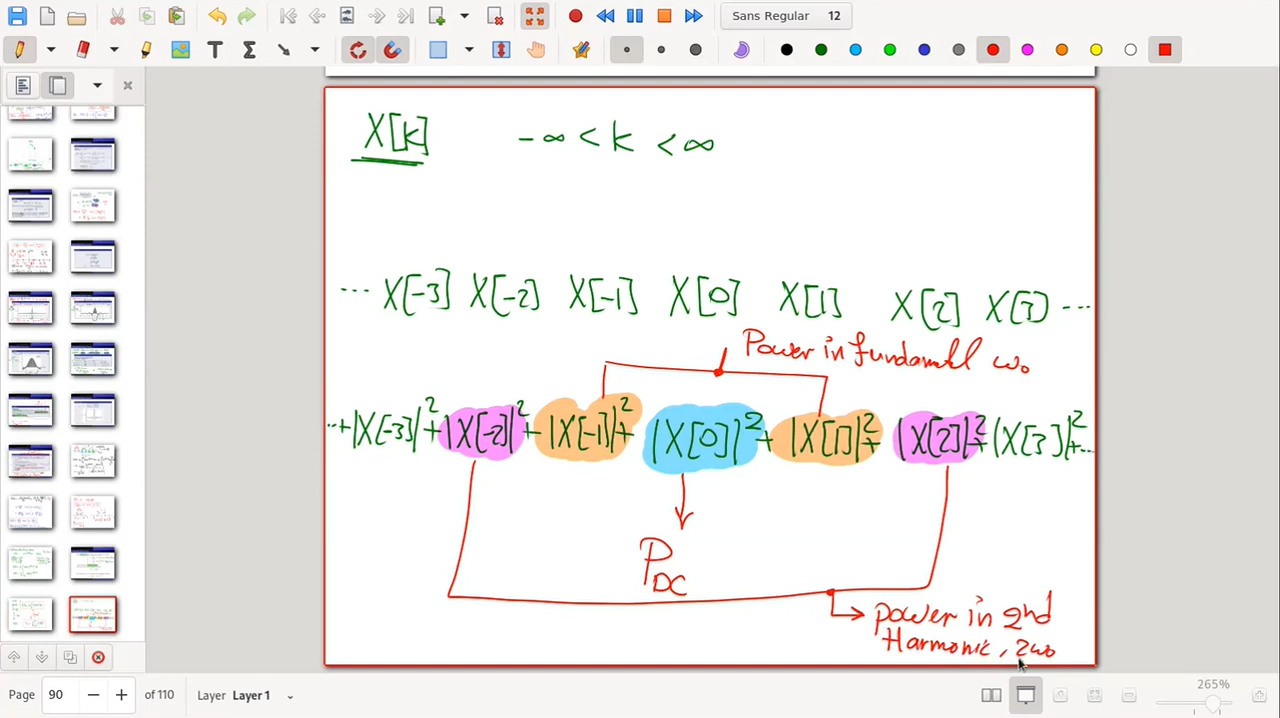 Sans Regular 12
X[k] -∞ < k < ∞
... X[-3] X[-2] X[-1] X[0] X[1] X[2] X[3] ...
Power in fundamentl ω₀
...+|X[-3]|²+|X[-2]|²+|X[-1]|²+|X[0]|²+|X[1]|²+|X[2]|²+|X[3]|²+...
P_DC
power in 2nd
Harmonic, 2ω₀
265%
Page 90 of 110 Layer Layer 1